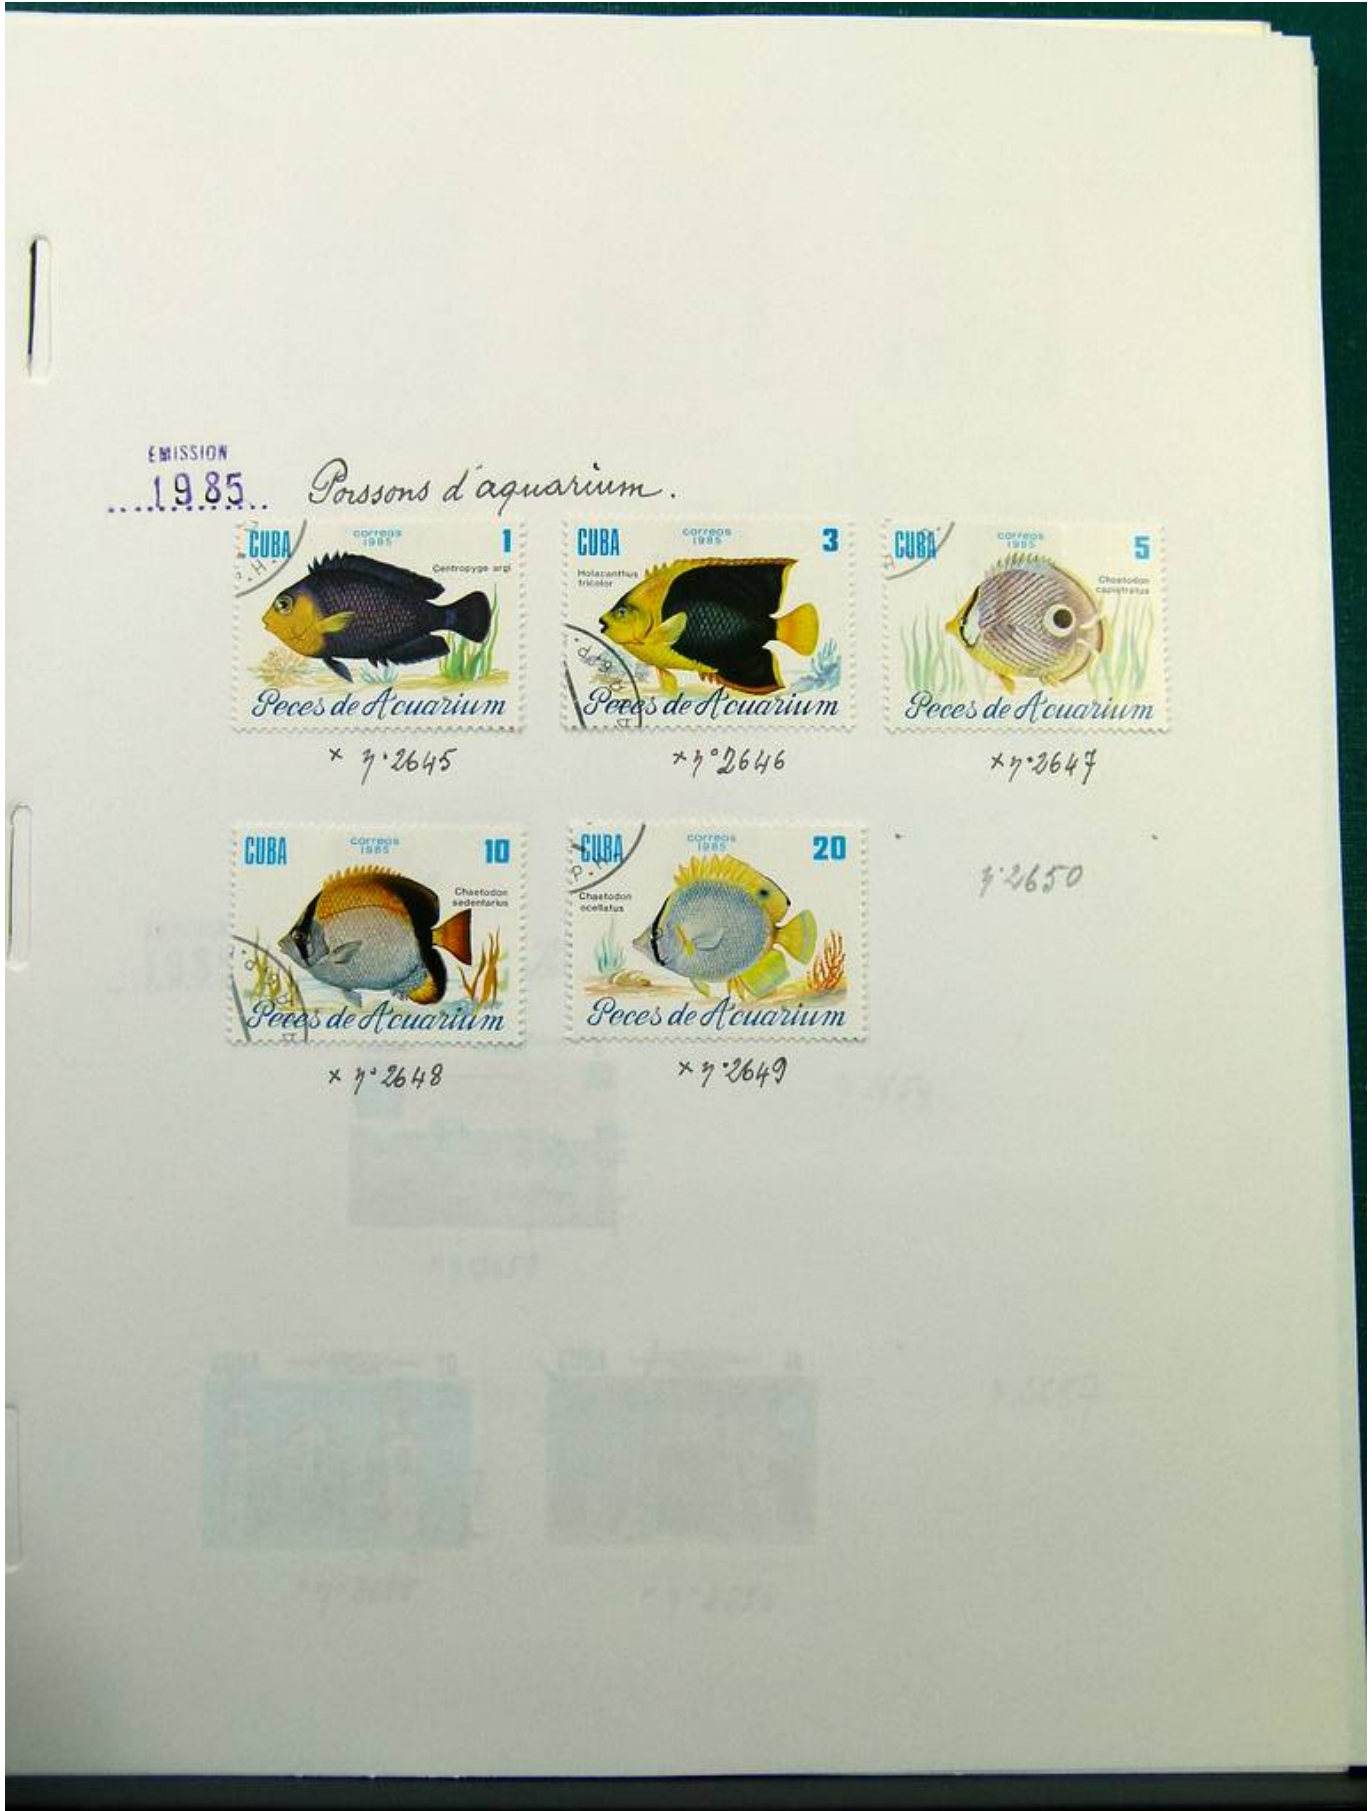 EMISSION
1985
Poissons d'aquarium.
CUBA correos 1985 1
Centropyge argi
Peces de Acuarium
CUBA correos 1985 3
Holacanthus
tricolor
Peces de Acuarium
CUBA correos 1985 5
Chaetodon
capistratus
Peces de Acuarium
x n° 2645
x n° 2646
x n° 2647
CUBA correos 1985 10
Chaetodon
sedentarius
Peces de Acuarium
CUBA correos 1985 20
Chaetodon
ocellatus
Peces de Acuarium
n° 2650
x n° 2648
x n° 2649